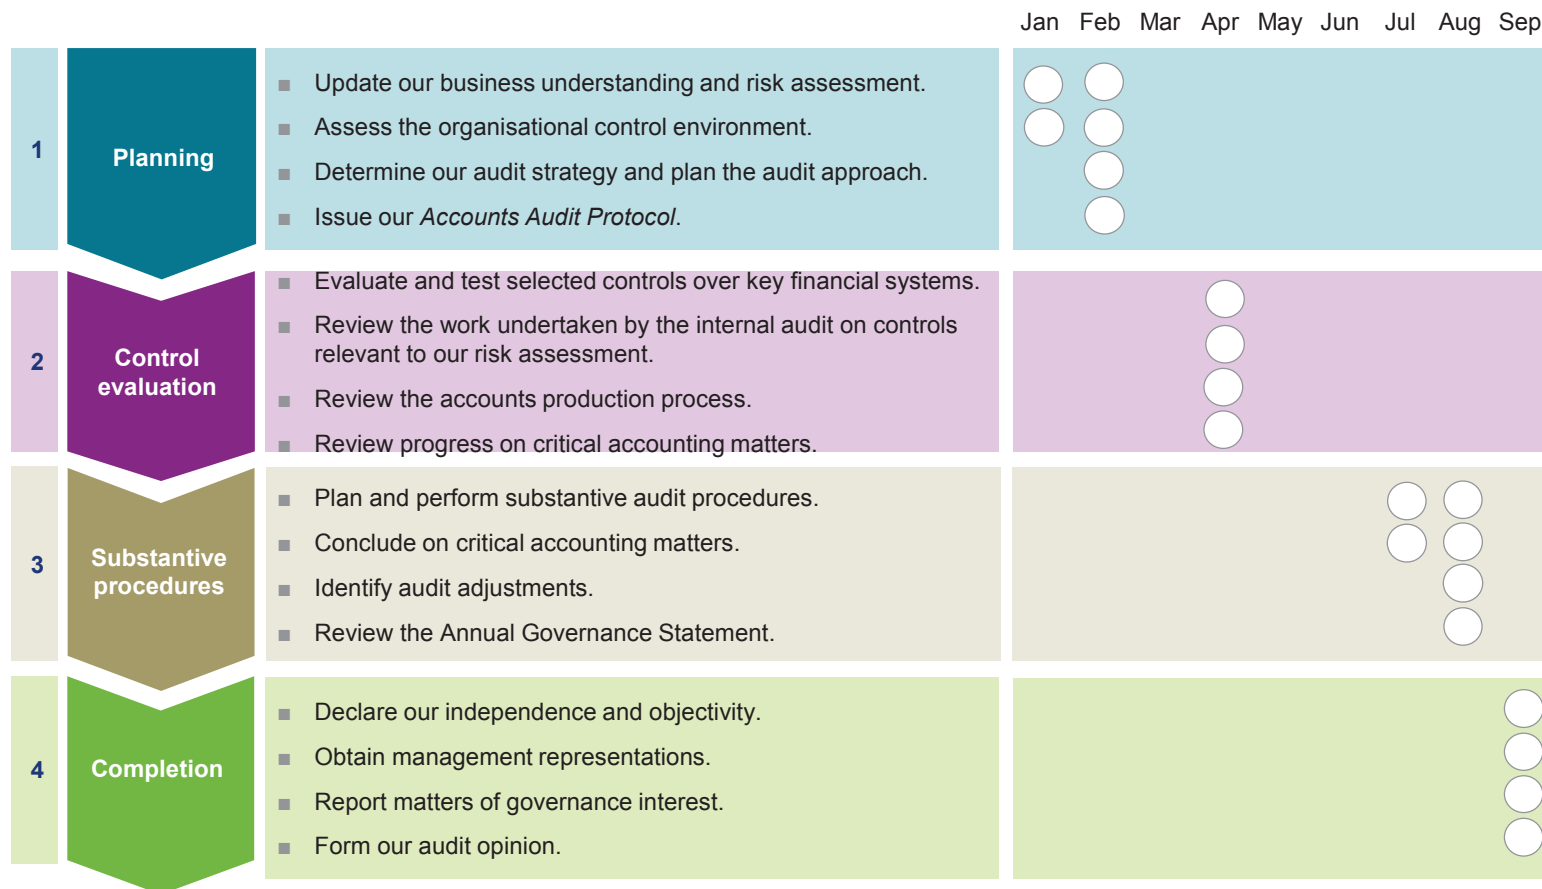 Jan Feb Mar Apr May Jun Jul Aug Sep
1
Planning
■ Update our business understanding and risk assessment.
■ Assess the organisational control environment.
■ Determine our audit strategy and plan the audit approach.
■ Issue our Accounts Audit Protocol.
2
Control
evaluation
■ Evaluate and test selected controls over key financial systems.
■ Review the work undertaken by the internal audit on controls
relevant to our risk assessment.
■ Review the accounts production process.
■ Review progress on critical accounting matters.
3
Substantive
procedures
■ Plan and perform substantive audit procedures.
■ Conclude on critical accounting matters.
■ Identify audit adjustments.
■ Review the Annual Governance Statement.
4
Completion
■ Declare our independence and objectivity.
■ Obtain management representations.
■ Report matters of governance interest.
■ Form our audit opinion.